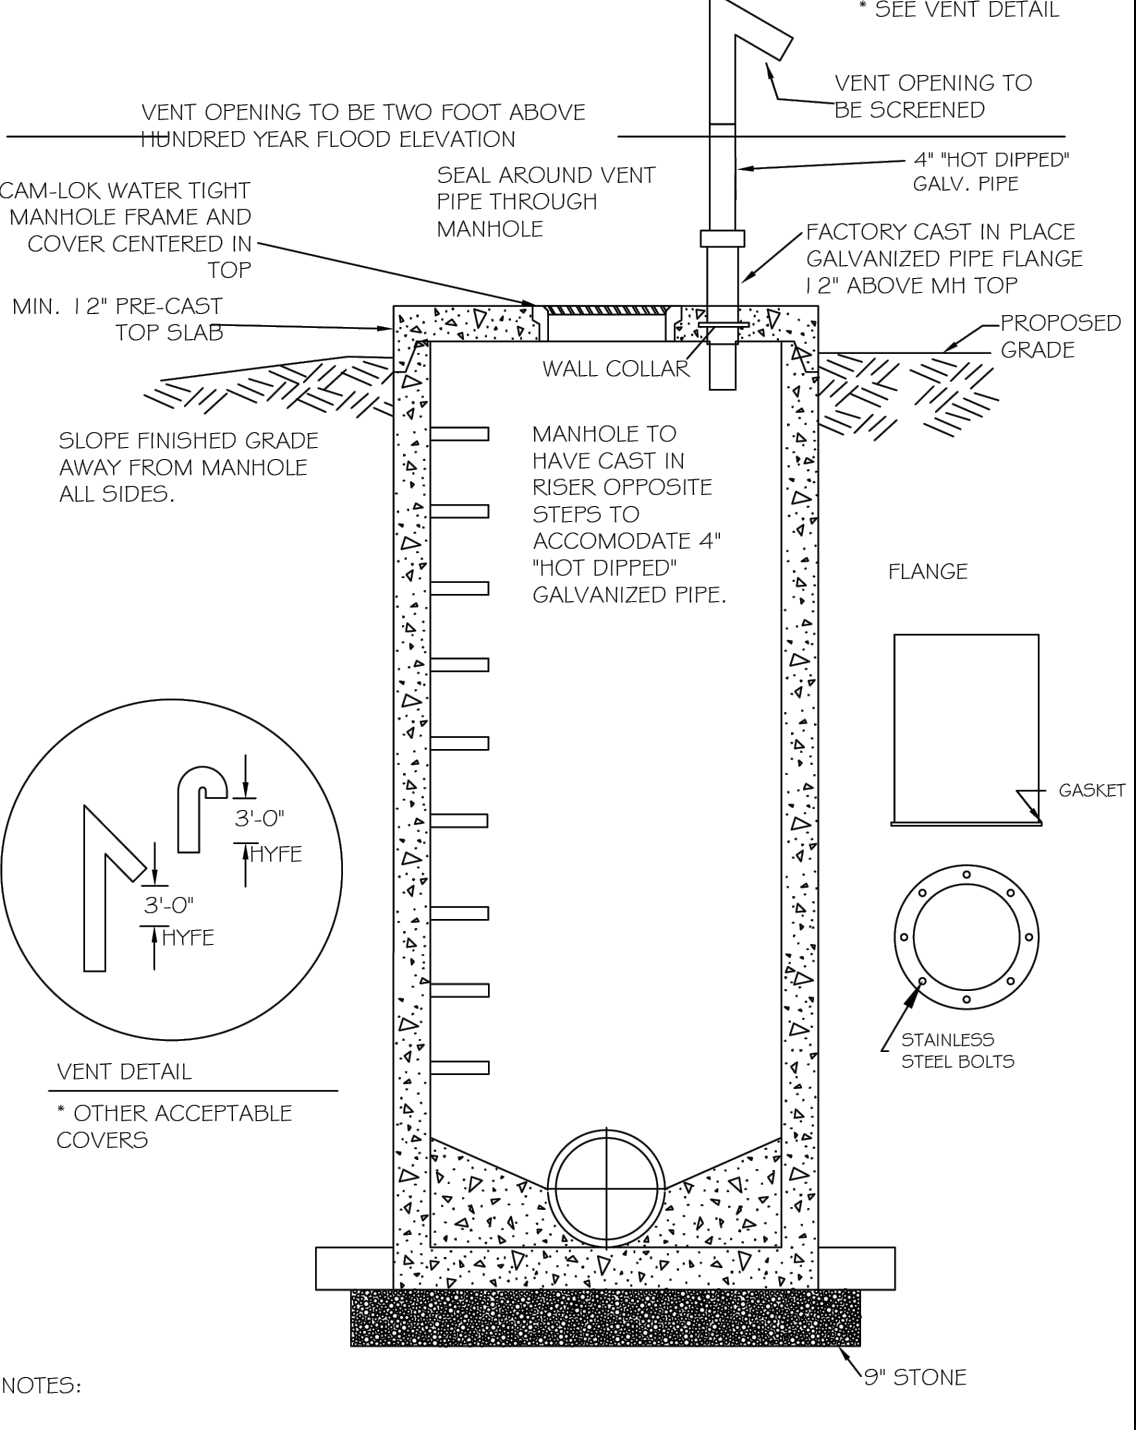 * SEE VENT DETAIL
VENT OPENING TO
BE SCREENED
VENT OPENING TO BE TWO FOOT ABOVE
HUNDRED YEAR FLOOD ELEVATION
4" "HOT DIPPED"
GALV. PIPE
SEAL AROUND VENT
PIPE THROUGH
MANHOLE
CAM-LOK WATER TIGHT
MANHOLE FRAME AND
COVER CENTERED IN
TOP
FACTORY CAST IN PLACE
GALVANIZED PIPE FLANGE
12" ABOVE MH TOP
MIN. 12" PRE-CAST
TOP SLAB
PROPOSED
GRADE
WALL COLLAR
SLOPE FINISHED GRADE
AWAY FROM MANHOLE
ALL SIDES.
MANHOLE TO
HAVE CAST IN
RISER OPPOSITE
STEPS TO
ACCOMODATE 4"
"HOT DIPPED"
GALVANIZED PIPE.
FLANGE
GASKET
3'-0"
HYFE
3'-0"
HYFE
STAINLESS
STEEL BOLTS
VENT DETAIL
* OTHER ACCEPTABLE
COVERS
9" STONE
NOTES: